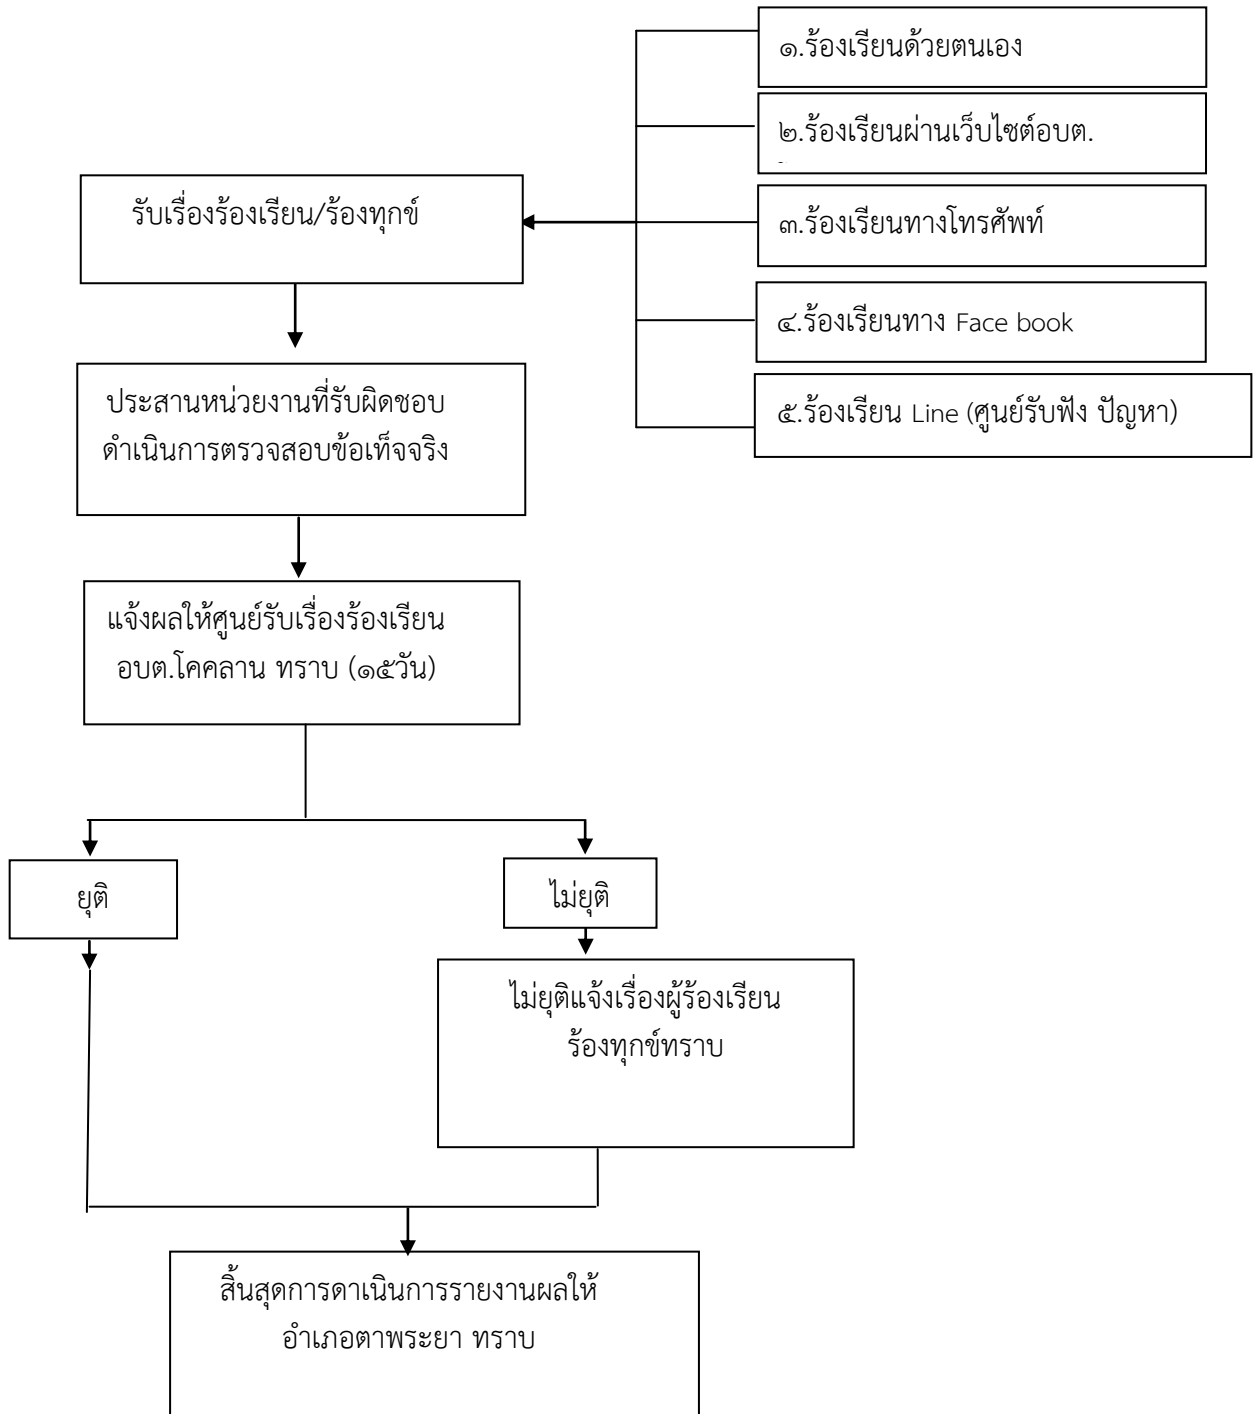 ๑.ร้องเรียนด้วยตนเอง
๒.ร้องเรียนผ่านเว็บไซต์อบต.
รับเรื่องร้องเรียน/ร้องทุกข์
๓.ร้องเรียนทางโทรศัพท์
๔.ร้องเรียนทาง Face book
๕.ร้องเรียน Line (ศูนย์รับฟัง ปัญหา)
ประสานหน่วยงานที่รับผิดชอบ
ดำเนินการตรวจสอบข้อเท็จจริง
แจ้งผลให้ศูนย์รับเรื่องร้องเรียน
อบต.โคคลาน ทราบ (๑๕วัน)
ยุติ
ไม่ยุติ
ไม่ยุติแจ้งเรื่องผู้ร้องเรียน
ร้องทุกข์ทราบ
สิ้นสุดการดาเนินการรายงานผลให้
อำเภอตาพระยา ทราบ